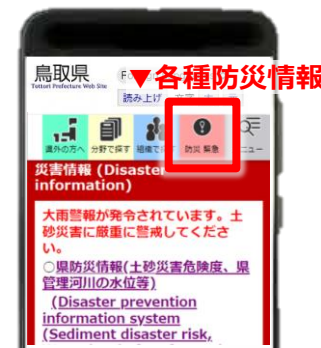 鳥取県
Tottori Prefecture Web Site
▼各種防災情報
読み上げ
県外の方へ
分野で探す
組織で
防災 緊急
ニュー
災害情報 (Disaster
information)
大雨警報が発令されています。土
砂災害に厳重に警戒してくださ
い。
○県防災情報(土砂災害危険度、県
管理河川の水位等)
(Disaster prevention
information system
(Sediment disaster risk,